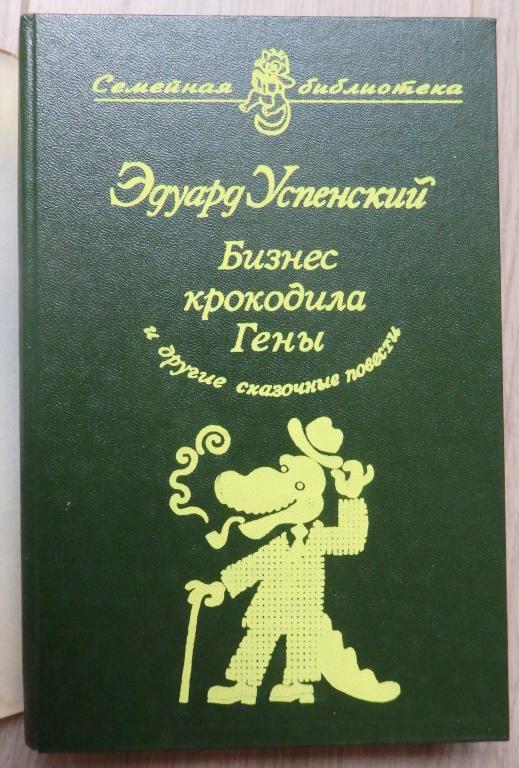 Семейная библиотека
Эдуард Успенский
Бизнес
крокодила
Гены
и другие сказочные повести